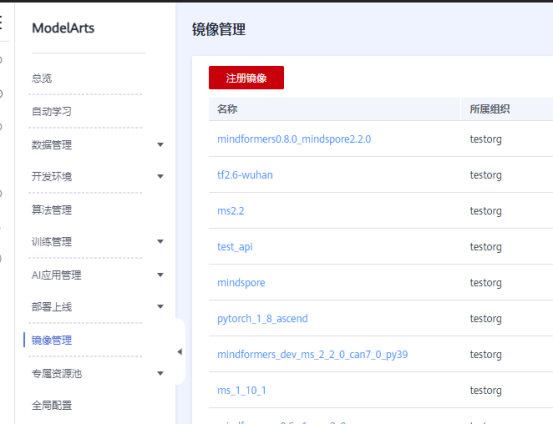 ModelArts
总览
自动学习
数据管理
开发环境
算法管理
训练管理
AI应用管理
部署上线
镜像管理
专属资源池
全局配置
镜像管理
注册镜像
名称 所属组织
mindformers0.8.0_mindspore2.2.0 testorg
tf2.6-wuhan testorg
ms2.2 testorg
test_api testorg
mindspore testorg
pytorch_1_8_ascend testorg
mindformers_dev_ms_2_2_0_can7_0_py39 testorg
ms_1_10_1 testorg